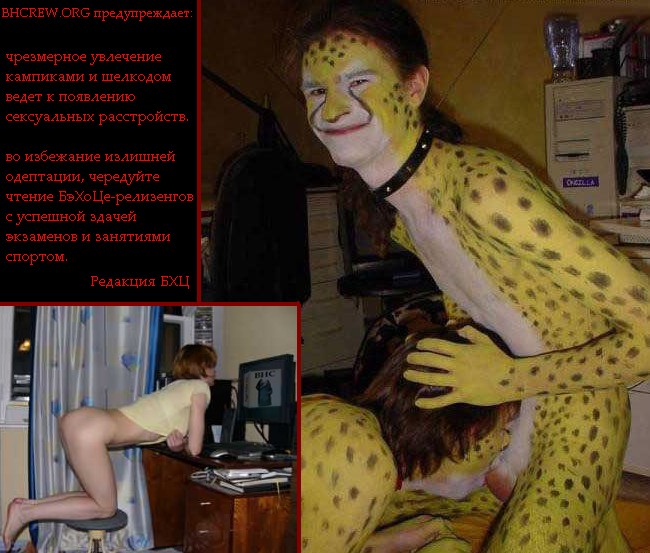 BHCREW.ORG предупреждает:
чрезмерное увлечение
кампиками и шелкодом
ведет к появлению
сексуальных расстройств.
во избежание излишней
одептации, чередуйте
чтение БэХоЦе-релизенгов
с успешной здачей
экзаменов и занятиями
спортом.
Редакция БХЦ
BHC